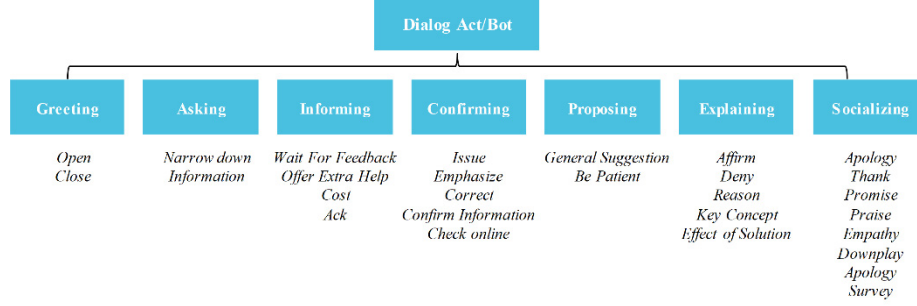 Dialog Act/Bot
Greeting
Open
Close
Asking
Narrow down
Information
Informing
Wait For Feedback
Offer Extra Help
Cost
Ack
Confirming
Issue
Emphasize
Correct
Confirm Information
Check online
Proposing
General Suggestion
Be Patient
Explaining
Affirm
Deny
Reason
Key Concept
Effect of Solution
Socializing
Apology
Thank
Promise
Praise
Empathy
Downplay
Apology
Survey